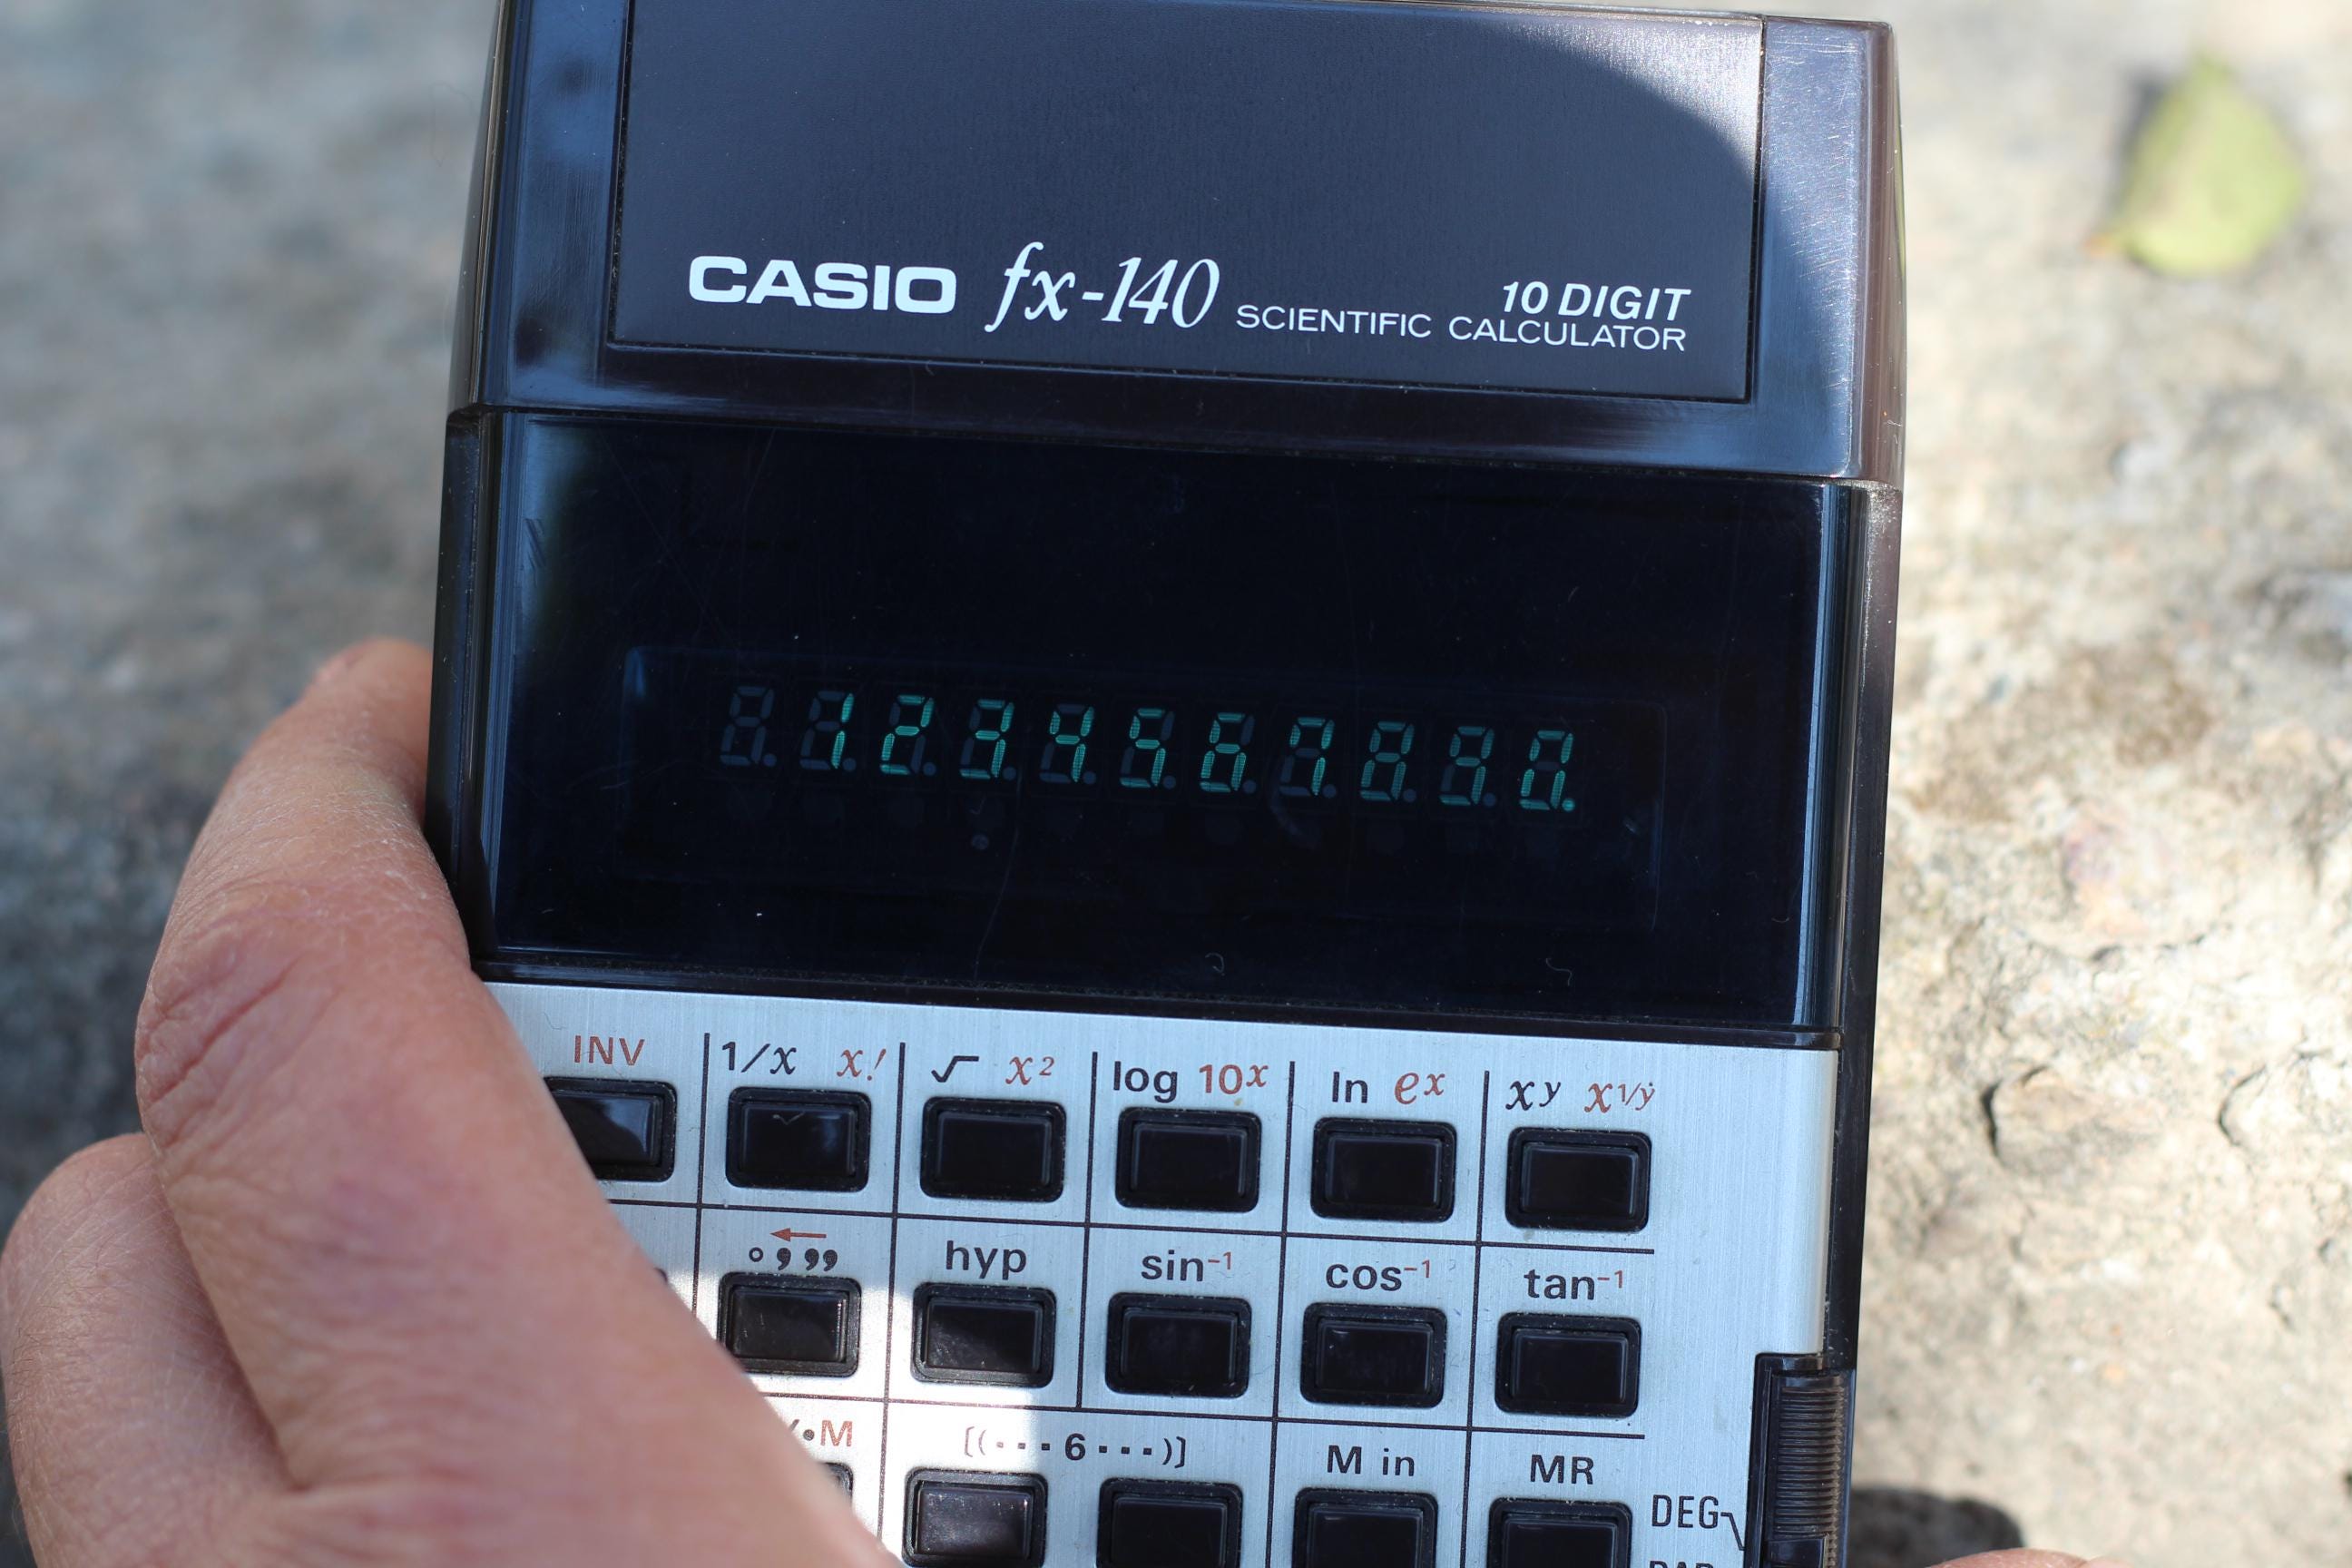 CASIO fx-140 SCIENTIFIC CALCULATOR
10 DIGIT
1234567890.
INV 1/x x! √ x² log 10ˣ ln eˣ xʸ x¹/ʸ
° ’ ” ← hyp sin⁻¹ cos⁻¹ tan⁻¹
M [(···6···)] M in MR
DEG